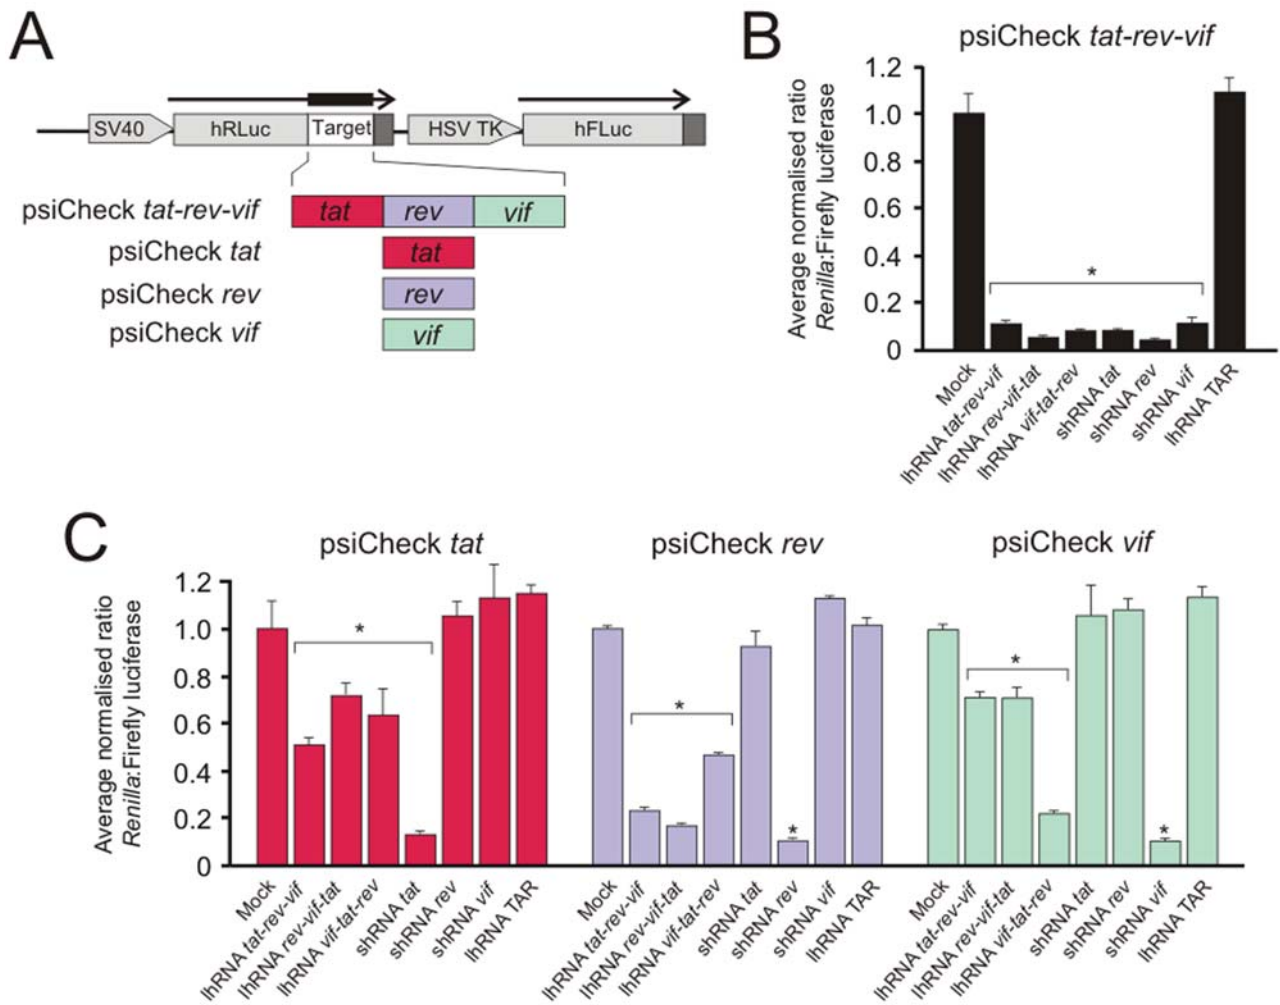 A
SV40
hRLuc
Target
HSV TK
hFLuc
psiCheck tat-rev-vif
tat
rev
vif
psiCheck tat
tat
psiCheck rev
rev
psiCheck vif
vif
B
psiCheck tat-rev-vif
Average normalised ratio
Renilla:Firefly luciferase
1.2
1.0
0.8
0.6
0.4
0.2
0
*
Mock
lhRNA tat-rev-vif
lhRNA rev-vif-tat
lhRNA vif-tat-rev
shRNA tat
shRNA rev
shRNA vif
lhRNA TAR
C
Average normalised ratio
Renilla:Firefly luciferase
1.2
1.0
0.8
0.6
0.4
0.2
0
psiCheck tat
*
Mock
lhRNA tat-rev-vif
lhRNA rev-vif-tat
lhRNA vif-tat-rev
shRNA tat
shRNA rev
shRNA vif
lhRNA TAR
psiCheck rev
*
*
Mock
lhRNA tat-rev-vif
lhRNA rev-vif-tat
lhRNA vif-tat-rev
shRNA tat
shRNA rev
shRNA vif
lhRNA TAR
psiCheck vif
*
*
Mock
lhRNA tat-rev-vif
lhRNA rev-vif-tat
lhRNA vif-tat-rev
shRNA tat
shRNA rev
shRNA vif
lhRNA TAR